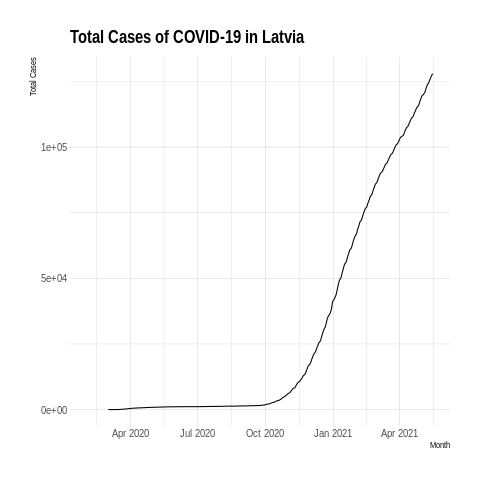 Total Cases of COVID-19 in Latvia
Total Cases
1e+05
5e+04
0e+00
Apr 2020 Jul 2020 Oct 2020 Jan 2021 Apr 2021
Month